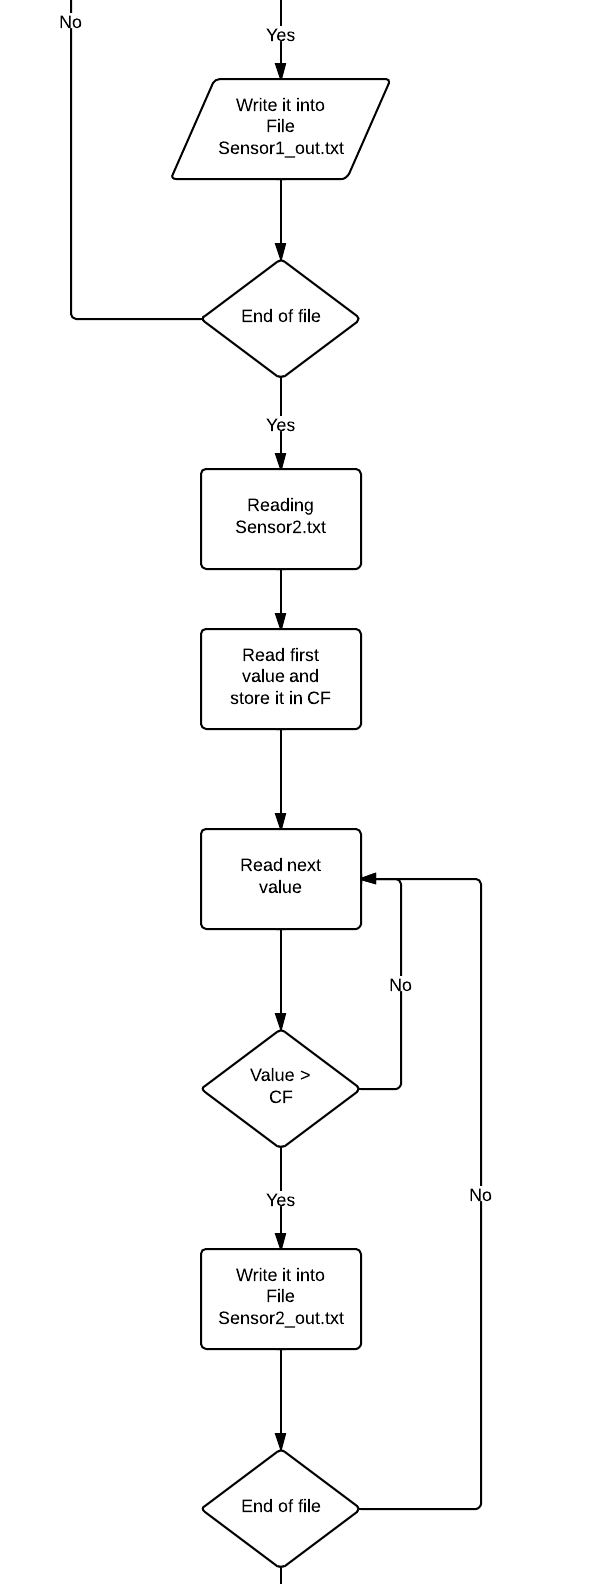 No
Yes
Write it into
File
Sensor1_out.txt
End of file
Yes
Reading
Sensor2.txt
Read first
value and
store it in CF
Read next
value
No
Value >
CF
No
Yes
Write it into
File
Sensor2_out.txt
End of file